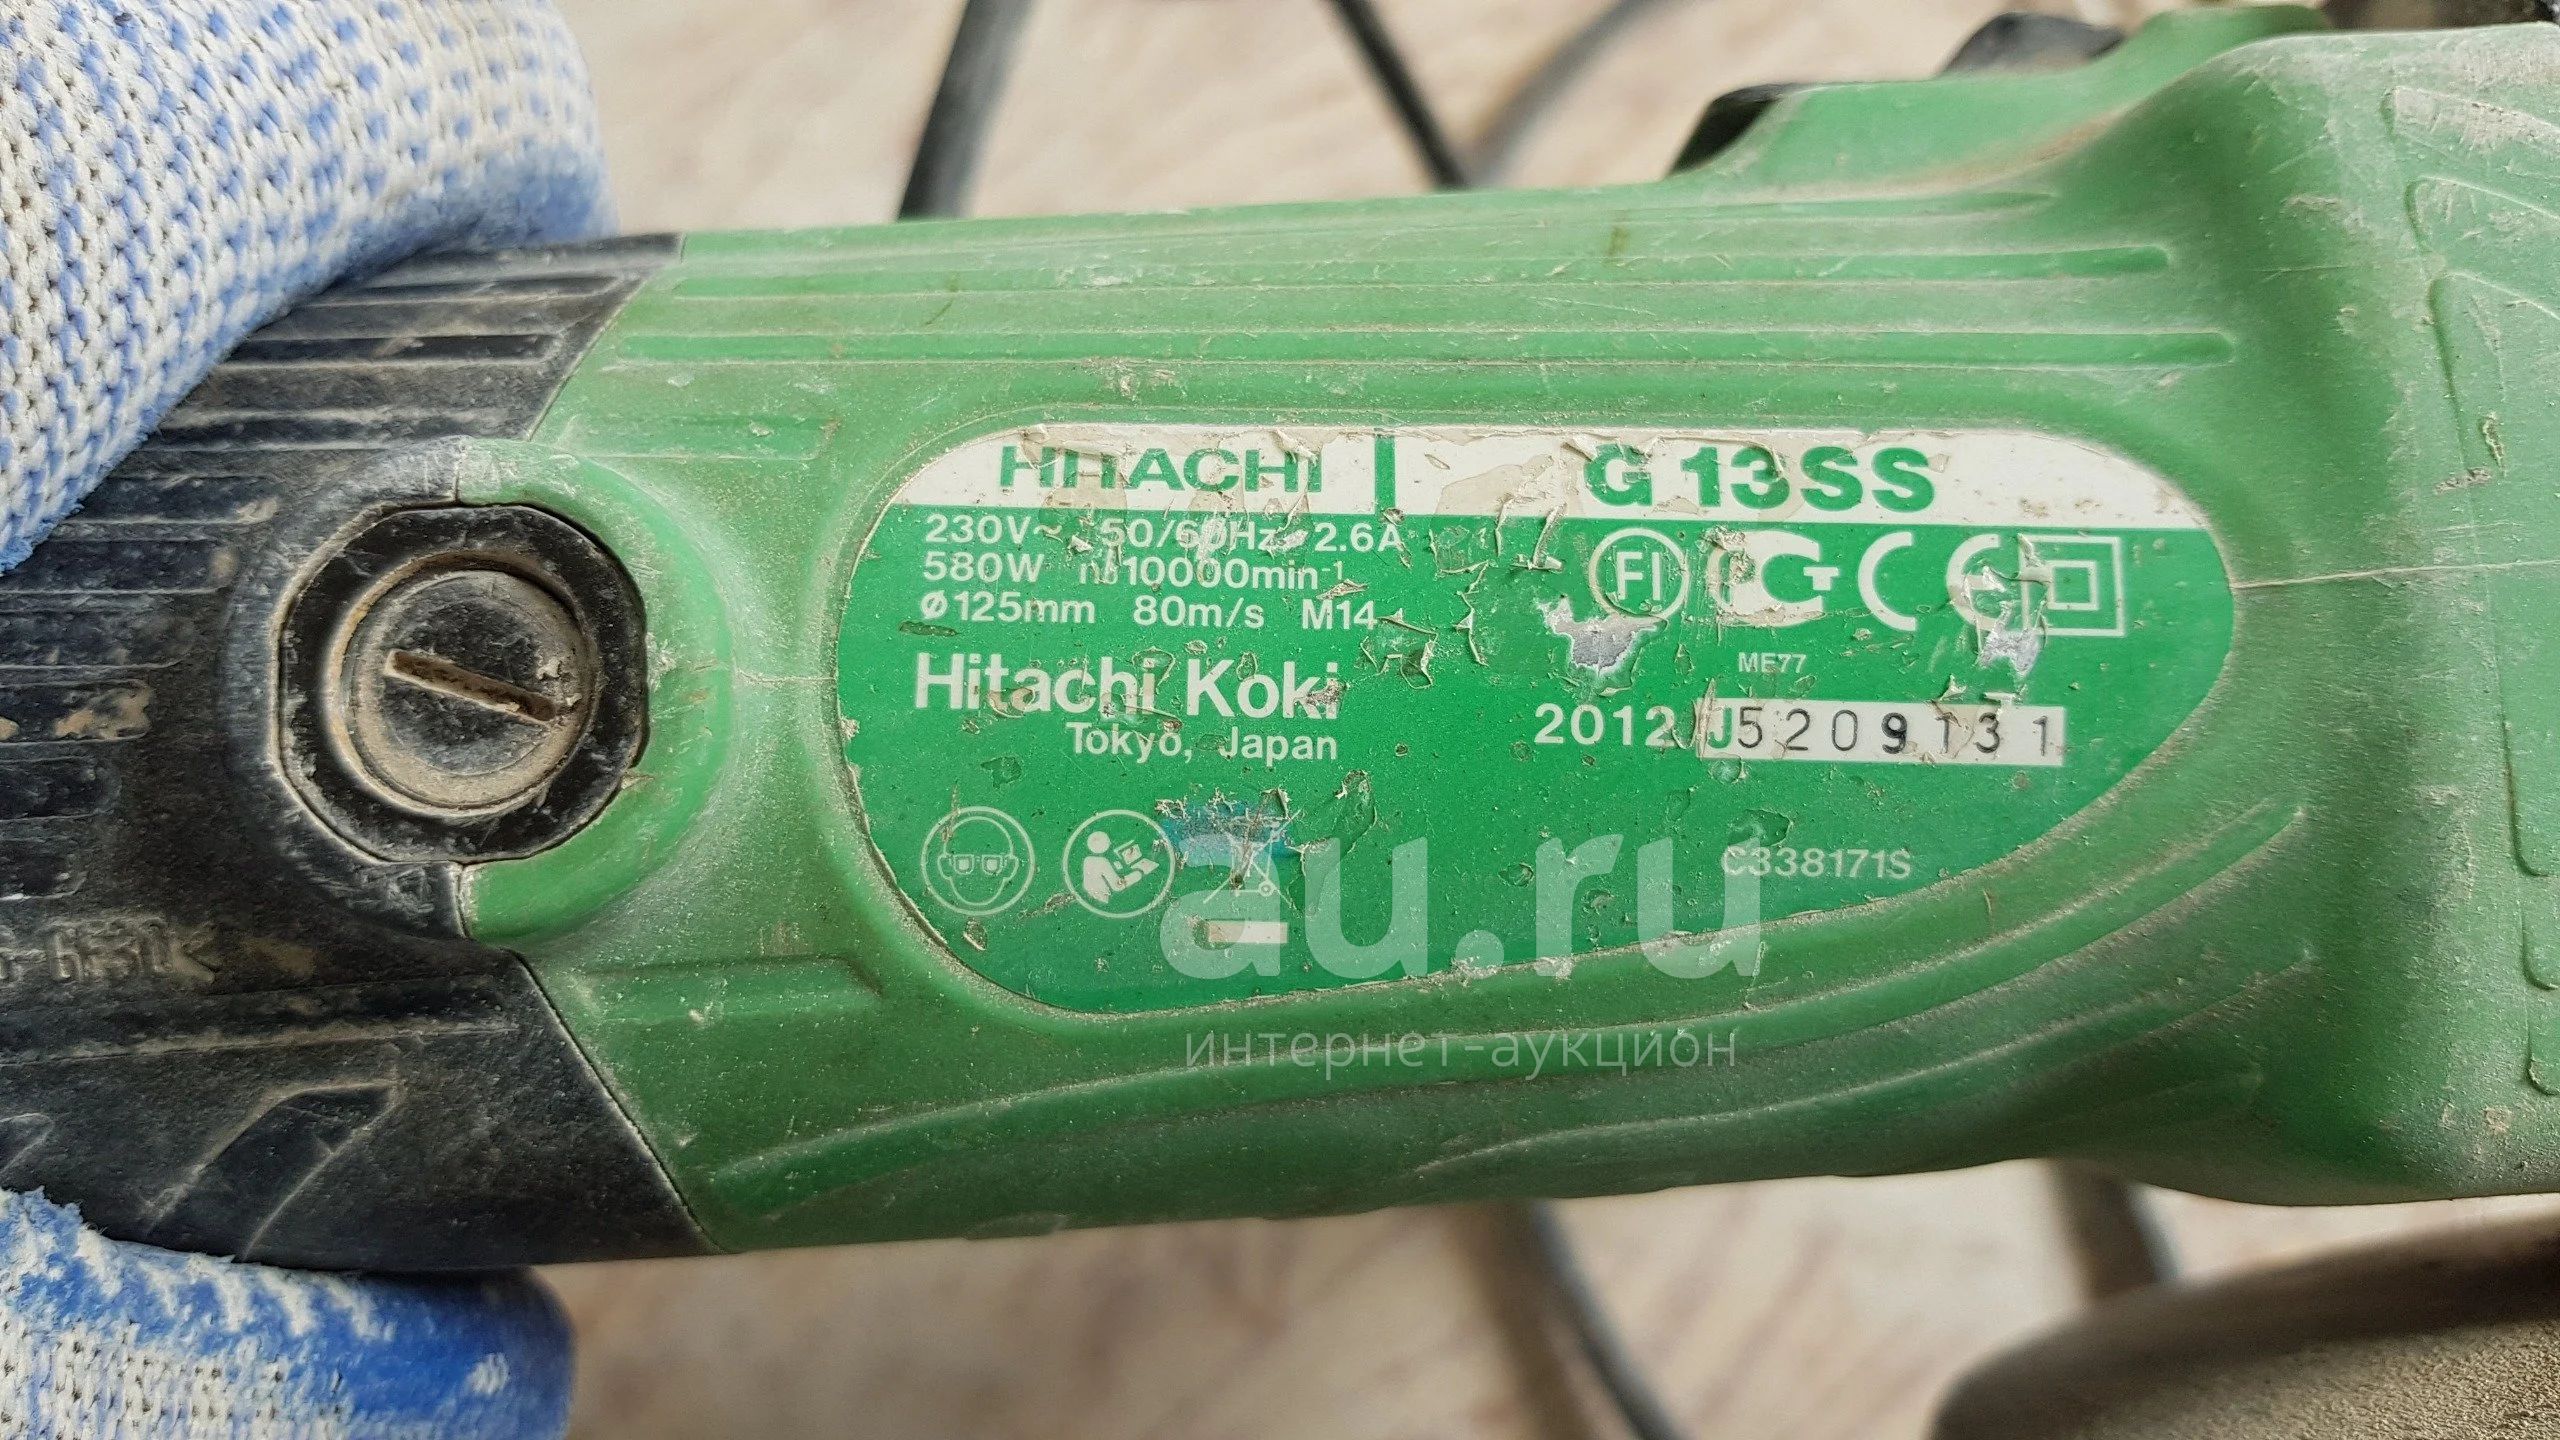 HITACHI G 13SS
230V~ 50/60Hz 2.6A
580W n 10000min⁻¹
ø125mm 80m/s M14
FI
ME77
Hitachi Koki
Tokyo, Japan
2012 J5209131
C338171S
au.ru
интернет-аукцион